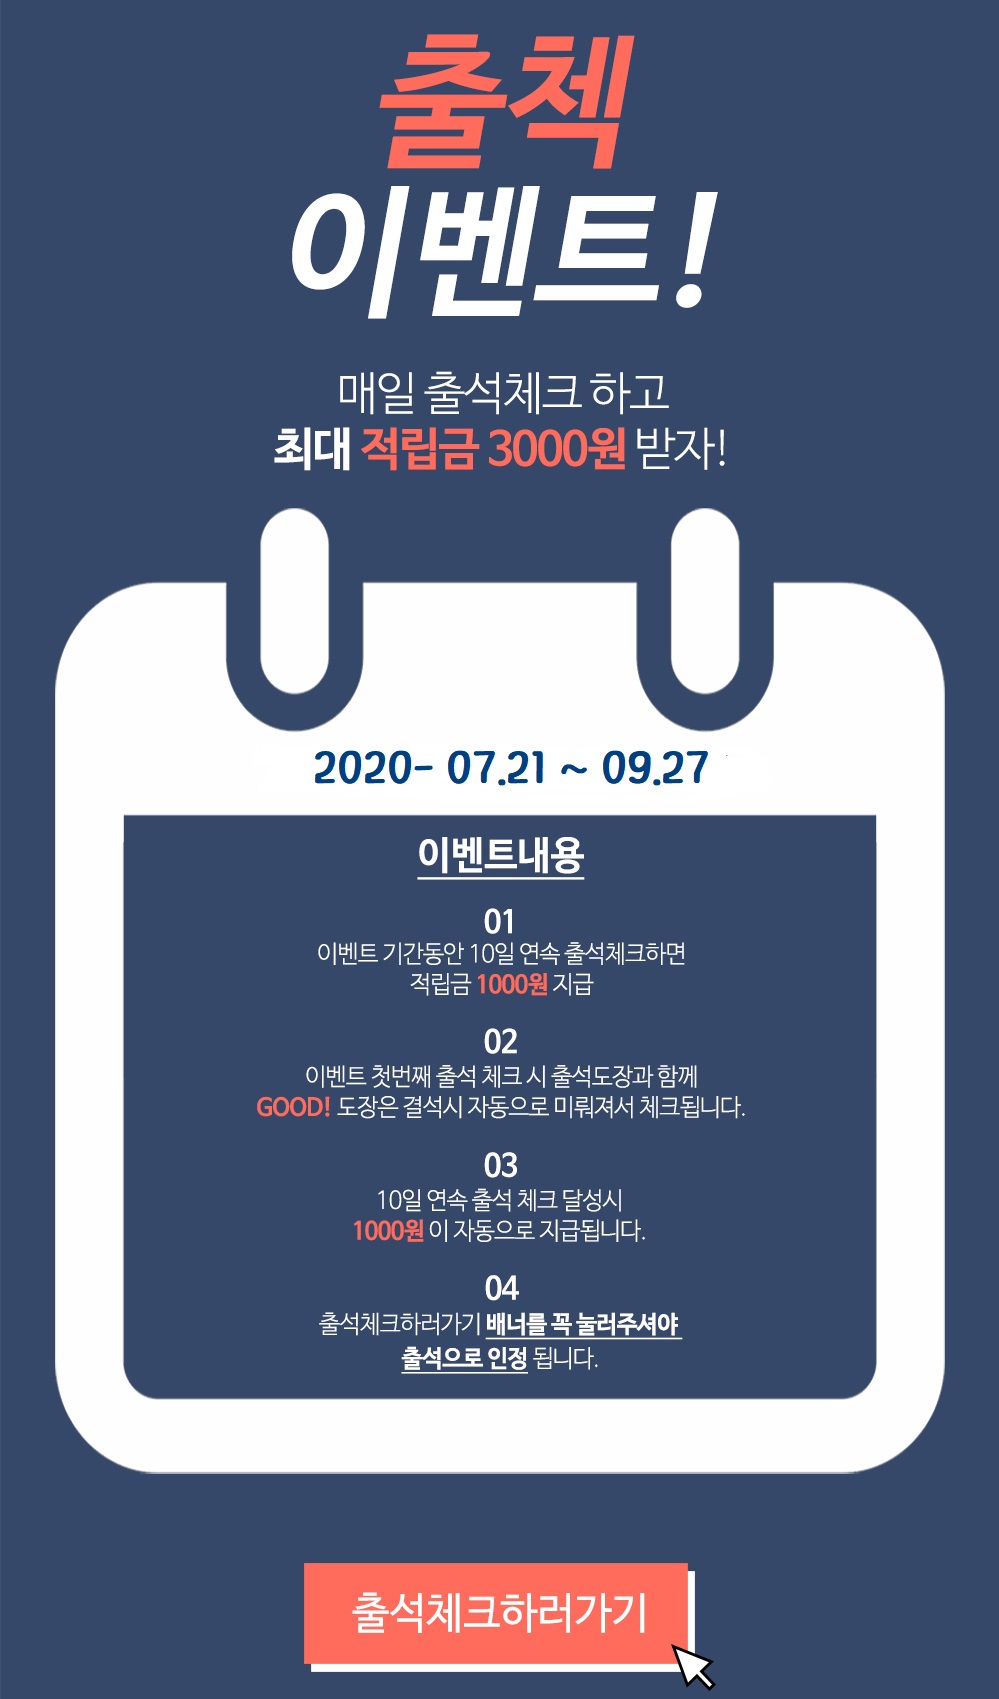 출첵
이벤트!
매일 출석체크 하고
최대 적립금 3000원 받자!
2020- 07.21 ~ 09.27
이벤트내용
01
이벤트 기간동안 10일 연속 출석체크하면
적립금 1000원 지급
02
이벤트 첫번째 출석 체크 시 출석도장과 함께
GOOD! 도장은 결석시 자동으로 미뤄져서 체크됩니다.
03
10일 연속 출석 체크 달성시
1000원 이 자동으로 지급됩니다.
04
출석체크하러가기 배너를 꼭 눌러주셔야
출석으로 인정 됩니다.
출석체크하러가기